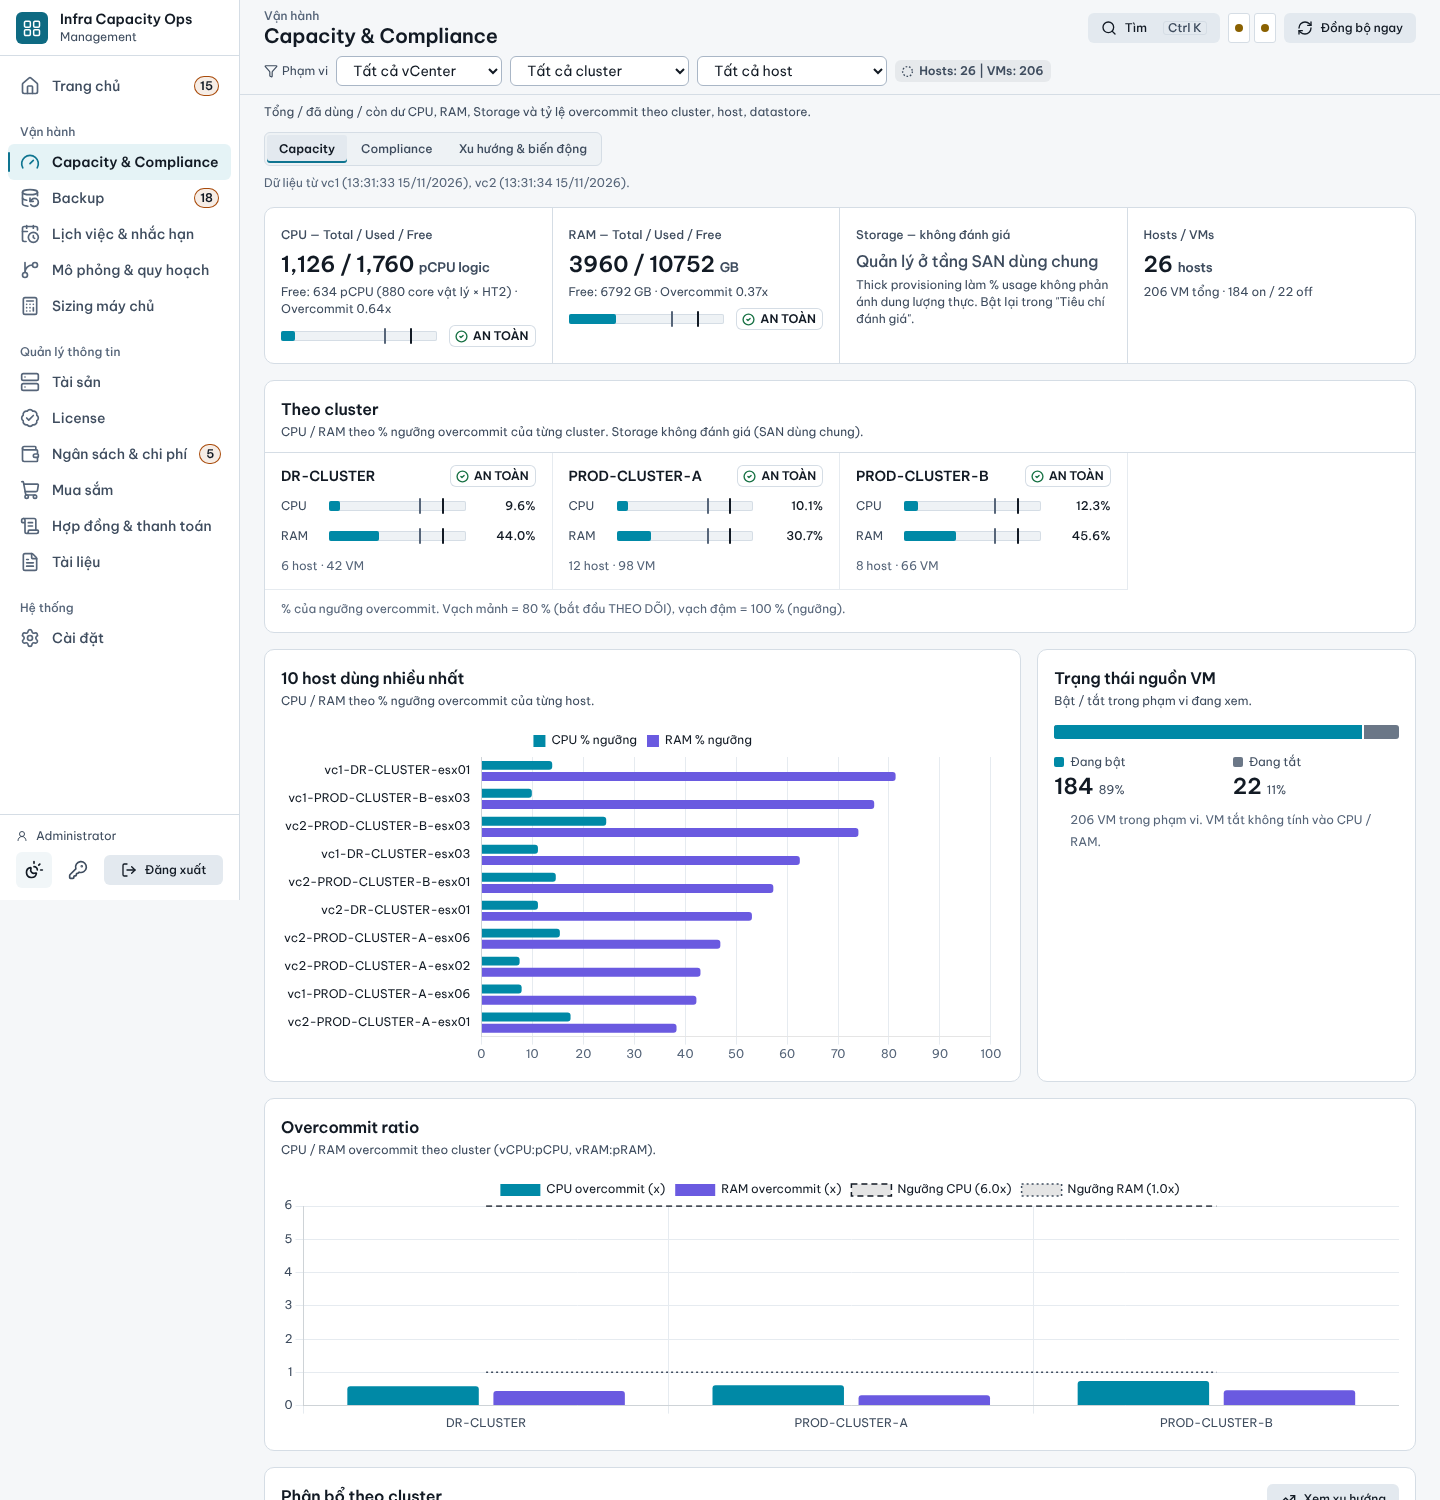 Infra Capacity Ops
Management
Trang chủ 15
Vận hành
Capacity & Compliance
Backup 18
Lịch việc & nhắc hạn
Mô phỏng & quy hoạch
Sizing máy chủ
Quản lý thông tin
Tài sản
License
Ngân sách & chi phí 5
Mua sắm
Hợp đồng & thanh toán
Tài liệu
Hệ thống
Cài đặt
Administrator
Đăng xuất
Vận hành
Capacity & Compliance
Tìm Ctrl K
Đồng bộ ngay
Phạm vi Tất cả vCenter Tất cả cluster Tất cả host Hosts: 26 | VMs: 206
Tổng / đã dùng / còn dư CPU, RAM, Storage và tỷ lệ overcommit theo cluster, host, datastore.
Capacity Compliance Xu hướng & biến động
Dữ liệu từ vc1 (13:31:33 15/11/2026), vc2 (13:31:34 15/11/2026).
CPU — Total / Used / Free
1,126 / 1,760 pCPU logic
Free: 634 pCPU (880 core vật lý × HT2) ·
Overcommit 0.64x
AN TOÀN
RAM — Total / Used / Free
3960 / 10752 GB
Free: 6792 GB · Overcommit 0.37x
AN TOÀN
Storage — không đánh giá
Quản lý ở tầng SAN dùng chung
Thick provisioning làm % usage không phản
ánh dung lượng thực. Bật lại trong "Tiêu chí
đánh giá".
Hosts / VMs
26 hosts
206 VM tổng · 184 on / 22 off
Theo cluster
CPU / RAM theo % ngưỡng overcommit của từng cluster. Storage không đánh giá (SAN dùng chung).
DR-CLUSTER AN TOÀN
CPU 9.6%
RAM 44.0%
6 host · 42 VM
PROD-CLUSTER-A AN TOÀN
CPU 10.1%
RAM 30.7%
12 host · 98 VM
PROD-CLUSTER-B AN TOÀN
CPU 12.3%
RAM 45.6%
8 host · 66 VM
% của ngưỡng overcommit. Vạch mảnh = 80 % (bắt đầu THEO DÕI), vạch đậm = 100 % (ngưỡng).
10 host dùng nhiều nhất
CPU / RAM theo % ngưỡng overcommit của từng host.
CPU % ngưỡng RAM % ngưỡng
vc1-DR-CLUSTER-esx01
vc1-PROD-CLUSTER-B-esx03
vc2-PROD-CLUSTER-B-esx03
vc1-DR-CLUSTER-esx03
vc2-PROD-CLUSTER-B-esx01
vc2-DR-CLUSTER-esx01
vc2-PROD-CLUSTER-A-esx06
vc2-PROD-CLUSTER-A-esx02
vc1-PROD-CLUSTER-A-esx06
vc2-PROD-CLUSTER-A-esx01
0 10 20 30 40 50 60 70 80 90 100
Trạng thái nguồn VM
Bật / tắt trong phạm vi đang xem.
Đang bật Đang tắt
184 89% 22 11%
206 VM trong phạm vi. VM tắt không tính vào CPU /
RAM.
Overcommit ratio
CPU / RAM overcommit theo cluster (vCPU:pCPU, vRAM:pRAM).
CPU overcommit (x) RAM overcommit (x) Ngưỡng CPU (6.0x) Ngưỡng RAM (1.0x)
6
5
4
3
2
1
0
DR-CLUSTER PROD-CLUSTER-A PROD-CLUSTER-B
Phân bổ theo cluster
Xem xu hướng